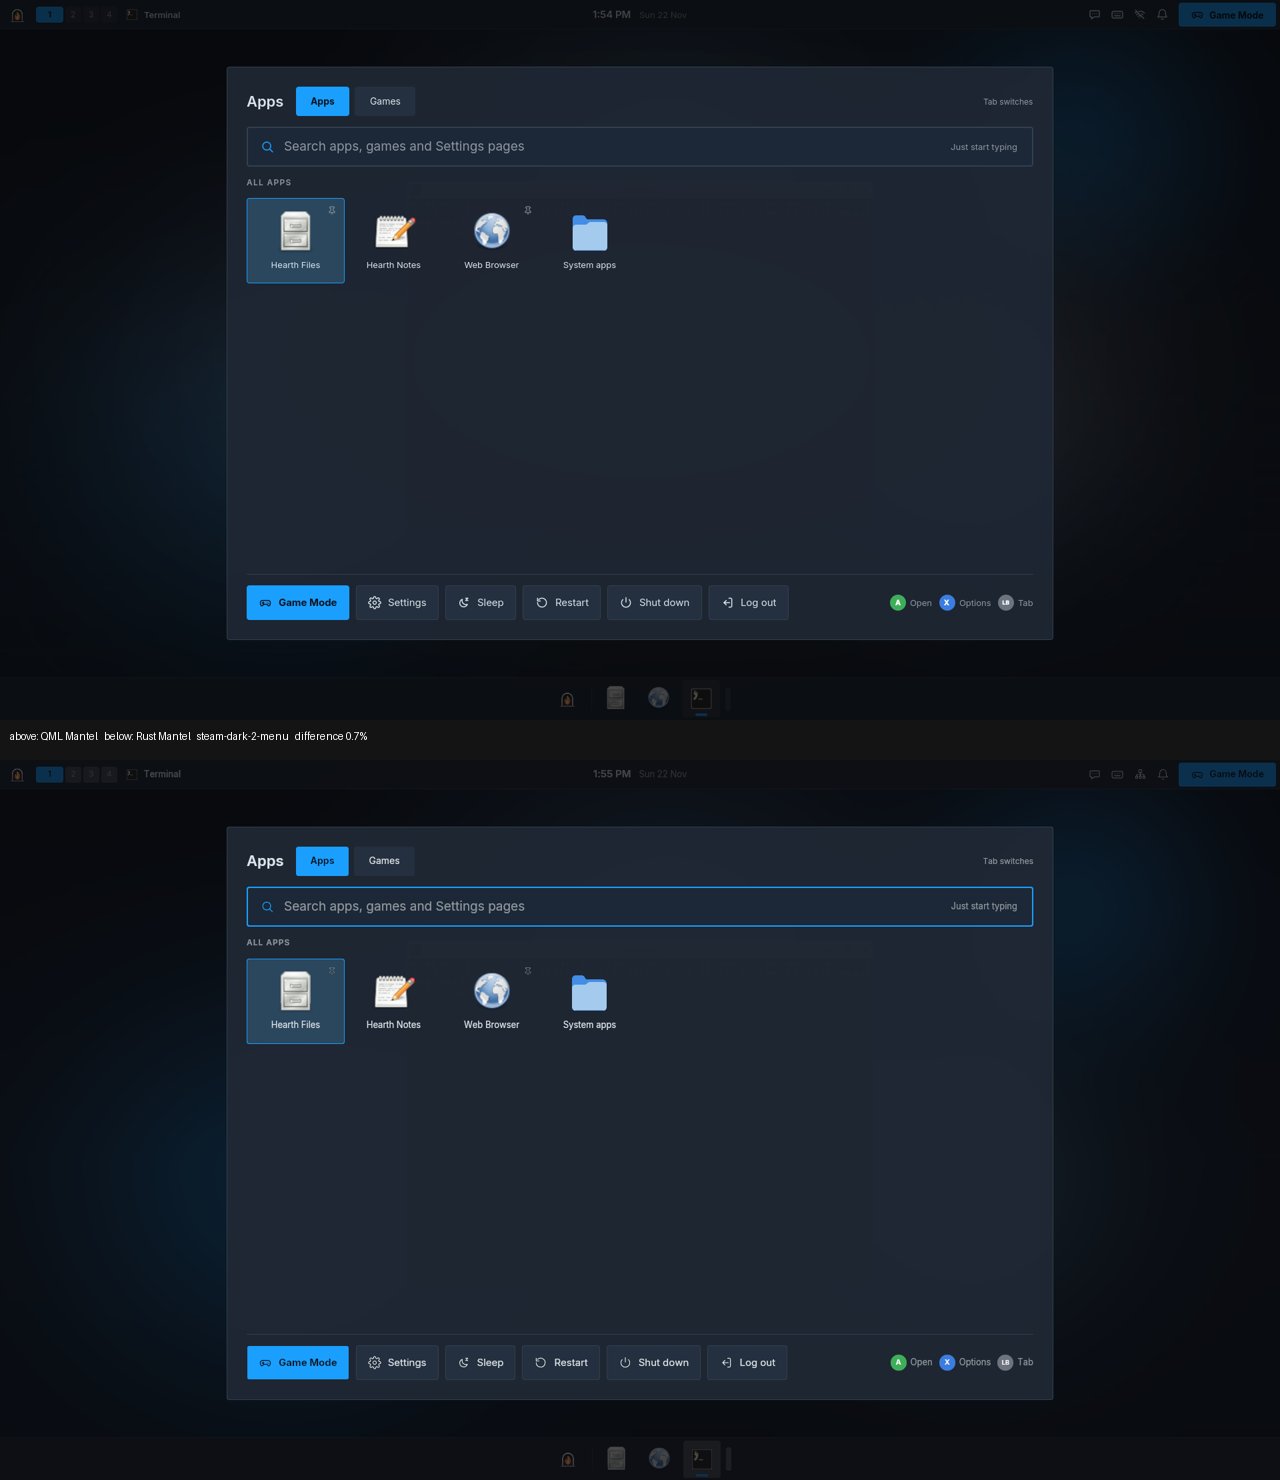 1 2 3 4 Terminal 1:54 PM Sun 22 Nov Game Mode
Apps Apps Games Tab switches
Search apps, games and Settings pages Just start typing
ALL APPS
Hearth Files Hearth Notes Web Browser System apps
Game Mode Settings Sleep Restart Shut down Log out A Open X Options LB Tab
above: QML Mantel below: Rust Mantel steam-dark-2-menu difference 0.7%
1 2 3 4 Terminal 1:55 PM Sun 22 Nov Game Mode
Apps Apps Games Tab switches
Search apps, games and Settings pages Just start typing
ALL APPS
Hearth Files Hearth Notes Web Browser System apps
Game Mode Settings Sleep Restart Shut down Log out A Open X Options LB Tab